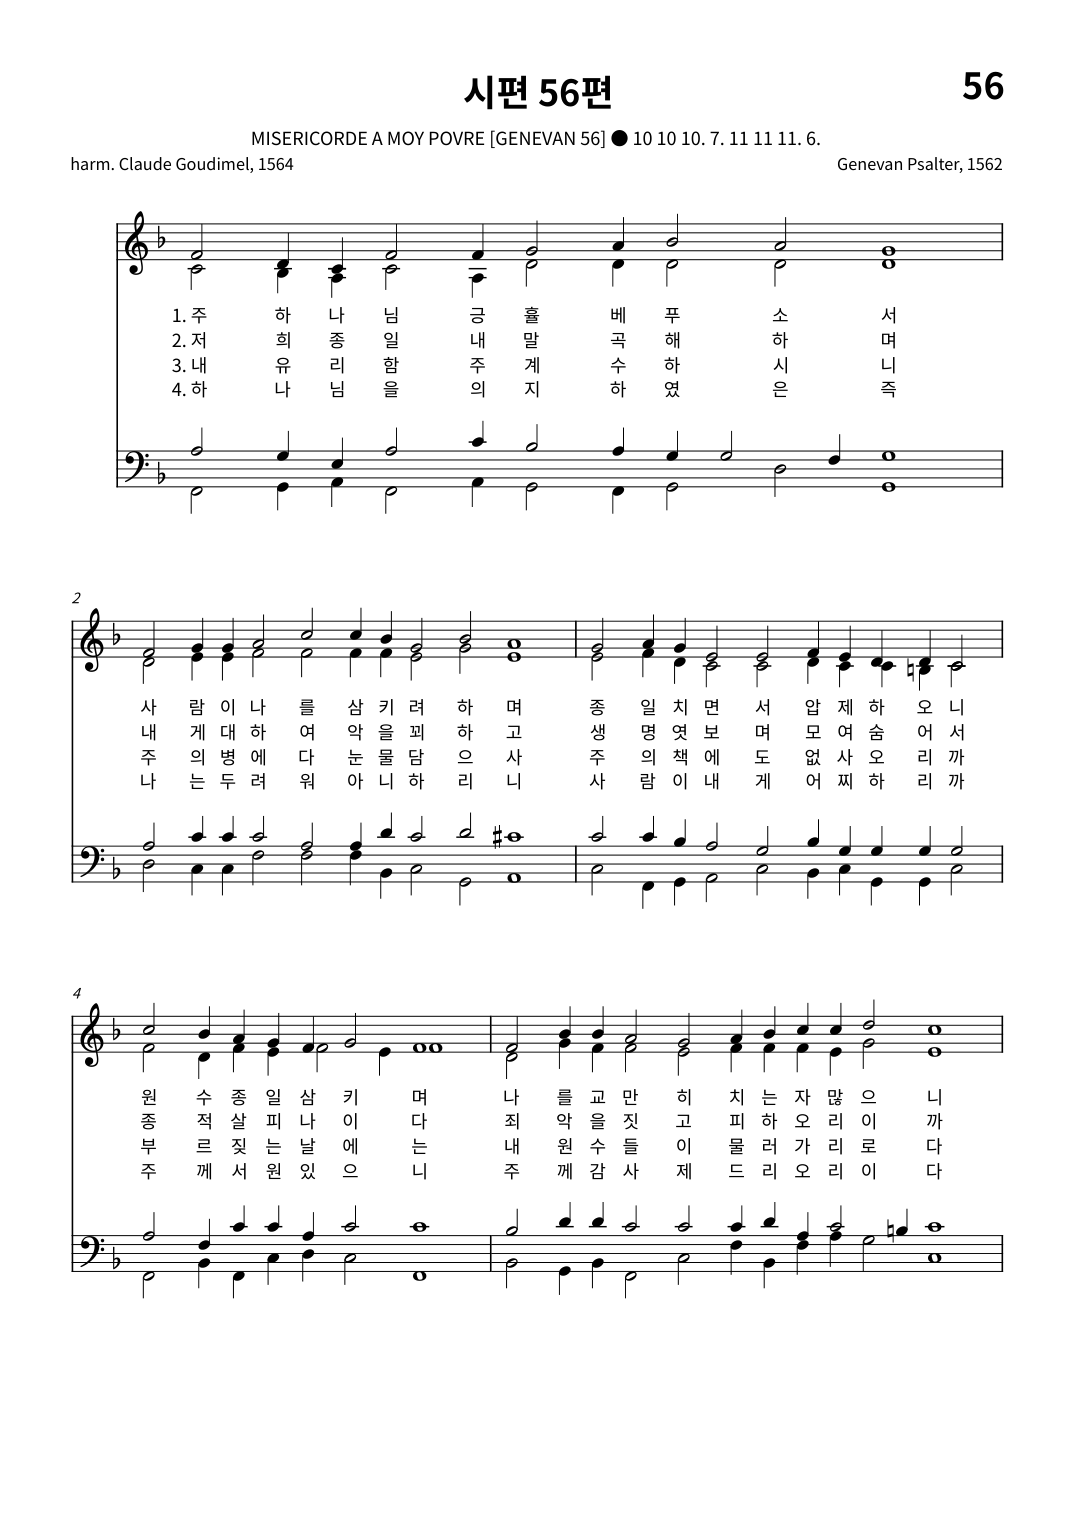 시편 56편
56
MISERICORDE A MOY POVRE [GENEVAN 56] ● 10 10 10. 7. 11 11 11. 6.
harm. Claude Goudimel, 1564
Genevan Psalter, 1562
1. 주 하 나 님 긍 휼 베 푸 소 서
2. 저 희 종 일 내 말 곡 해 하 며
3. 내 유 리 함 주 계 수 하 시 니
4. 하 나 님 을 의 지 하 였 은 즉
2
사 람 이 나 를 삼 키 려 하 며 종 일 치 면 서 압 제 하 오 니
내 게 대 하 여 악 을 꾀 하 고 생 명 엿 보 며 모 여 숨 어 서
주 의 병 에 다 눈 물 담 으 사 주 의 책 에 도 없 사 오 리 까
나 는 두 려 워 아 니 하 리 니 사 람 이 내 게 어 찌 하 리 까
4
원 수 종 일 삼 키 며 나 를 교 만 히 치 는 자 많 으 니
종 적 살 피 나 이 다 죄 악 을 짓 고 피 하 오 리 이 까
부 르 짖 는 날 에 는 내 원 수 들 이 물 러 가 리 로 다
주 께 서 원 있 으 니 주 께 감 사 제 드 리 오 리 이 다